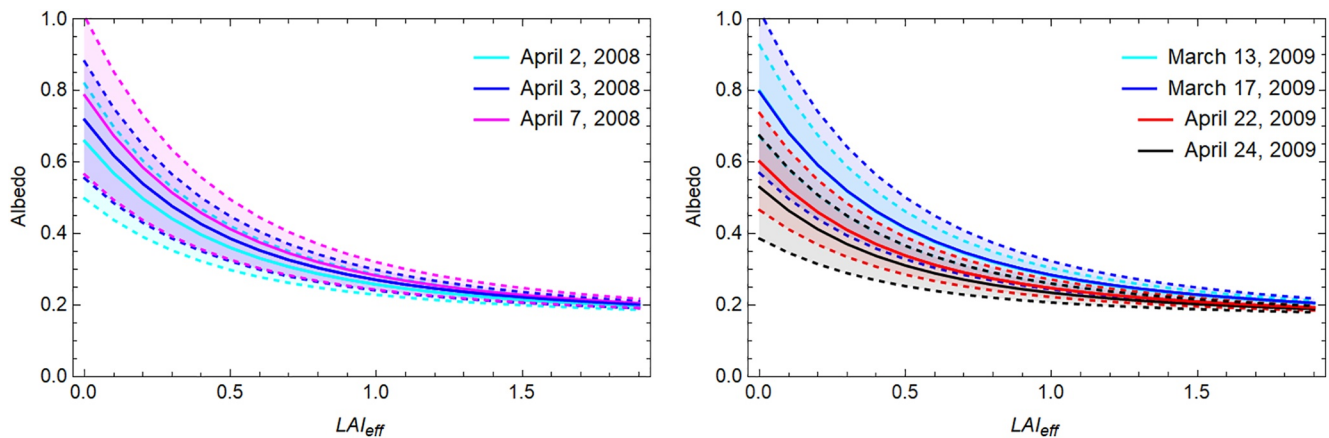 1.0
0.8
0.6
0.4
0.2
0.0
Albedo
April 2, 2008
April 3, 2008
April 7, 2008
0.0 0.5 1.0 1.5
LAIeff
1.0
0.8
0.6
0.4
0.2
0.0
Albedo
March 13, 2009
March 17, 2009
April 22, 2009
April 24, 2009
0.0 0.5 1.0 1.5
LAIeff